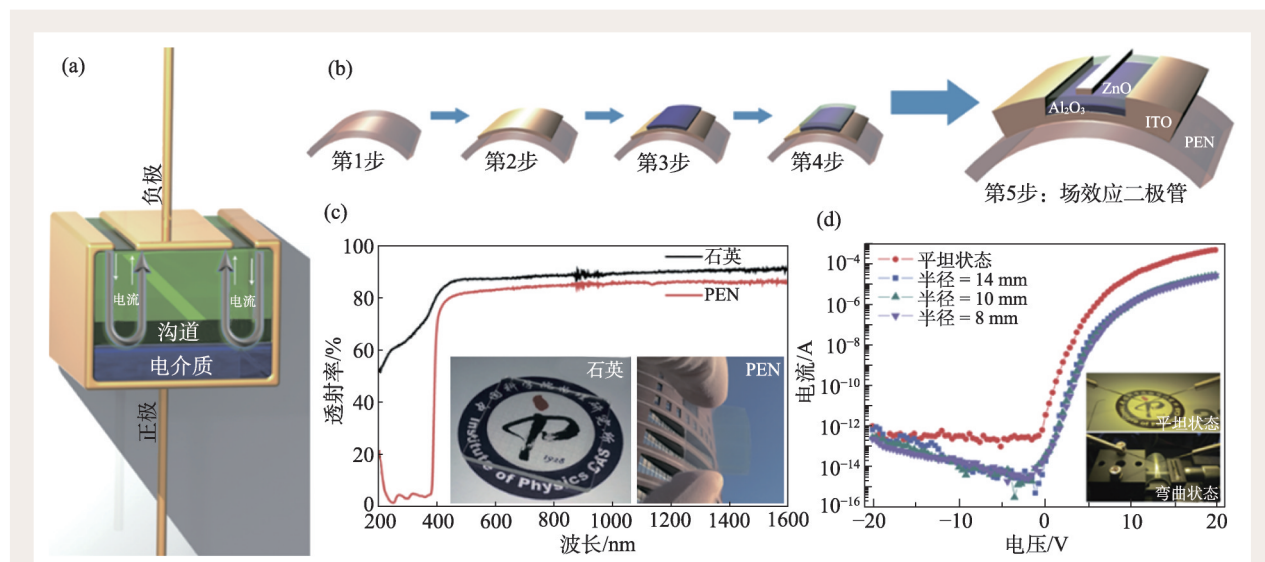 (a)
负极
电流
电流
沟道
电介质
正极
(b)
第1步
第2步
第3步
第4步
Al₂O₃
ZnO
ITO
PEN
第5步：场效应二极管
(c)
100
80
60
40
20
0
透射率/%
石英
PEN
石英
Institute of Physics CAS
1928
PEN
200
400
600
800
1000
1200
1400
1600
波长/nm
(d)
10⁻⁴
10⁻⁶
10⁻⁸
10⁻¹⁰
10⁻¹²
10⁻¹⁴
10⁻¹⁶
电流/A
平坦状态
半径 = 14 mm
半径 = 10 mm
半径 = 8 mm
平坦状态
弯曲状态
−20
−10
0
10
20
电压/V